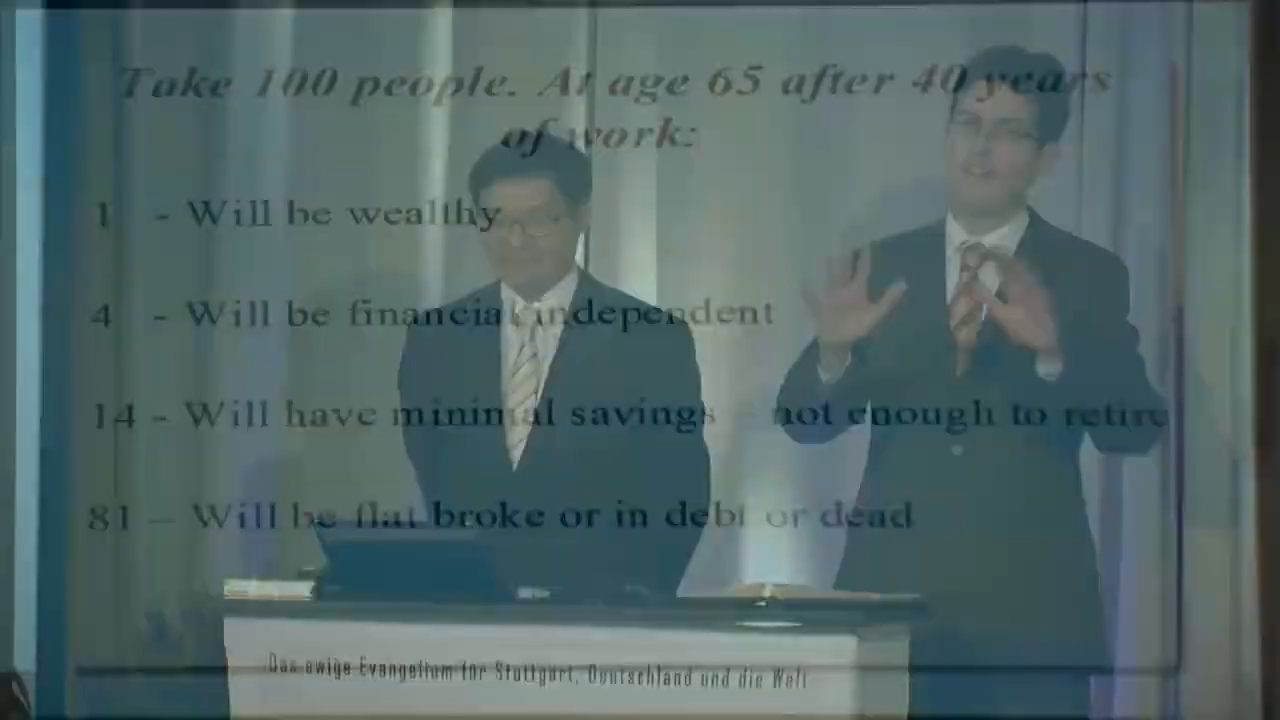 Take 100 people. At age 65 after 40 years
of work:
1 - Will be wealthy
4 - Will be financial independent
14 - Will have minimal savings - not enough to retire
81 – Will be flat broke or in debt or dead
Das ewige Evangelium für Stuttgart, Deutschland und die Welt